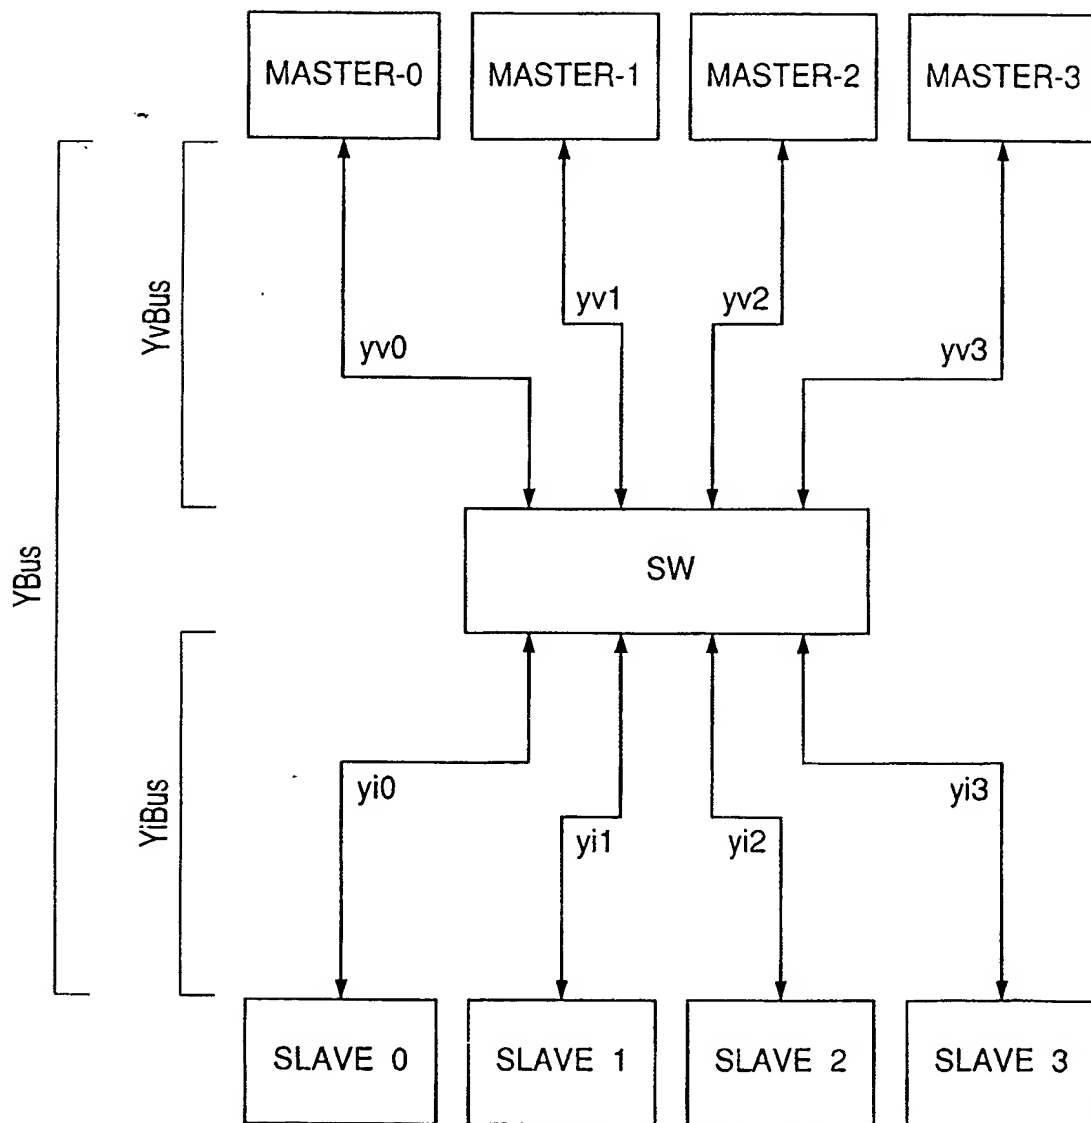 MASTER-0
MASTER-1
MASTER-2
MASTER-3
YBus
YvBus
yv0
yv1
yv2
yv3
SW
YiBus
yi0
yi1
yi2
yi3
SLAVE 0
SLAVE 1
SLAVE 2
SLAVE 3